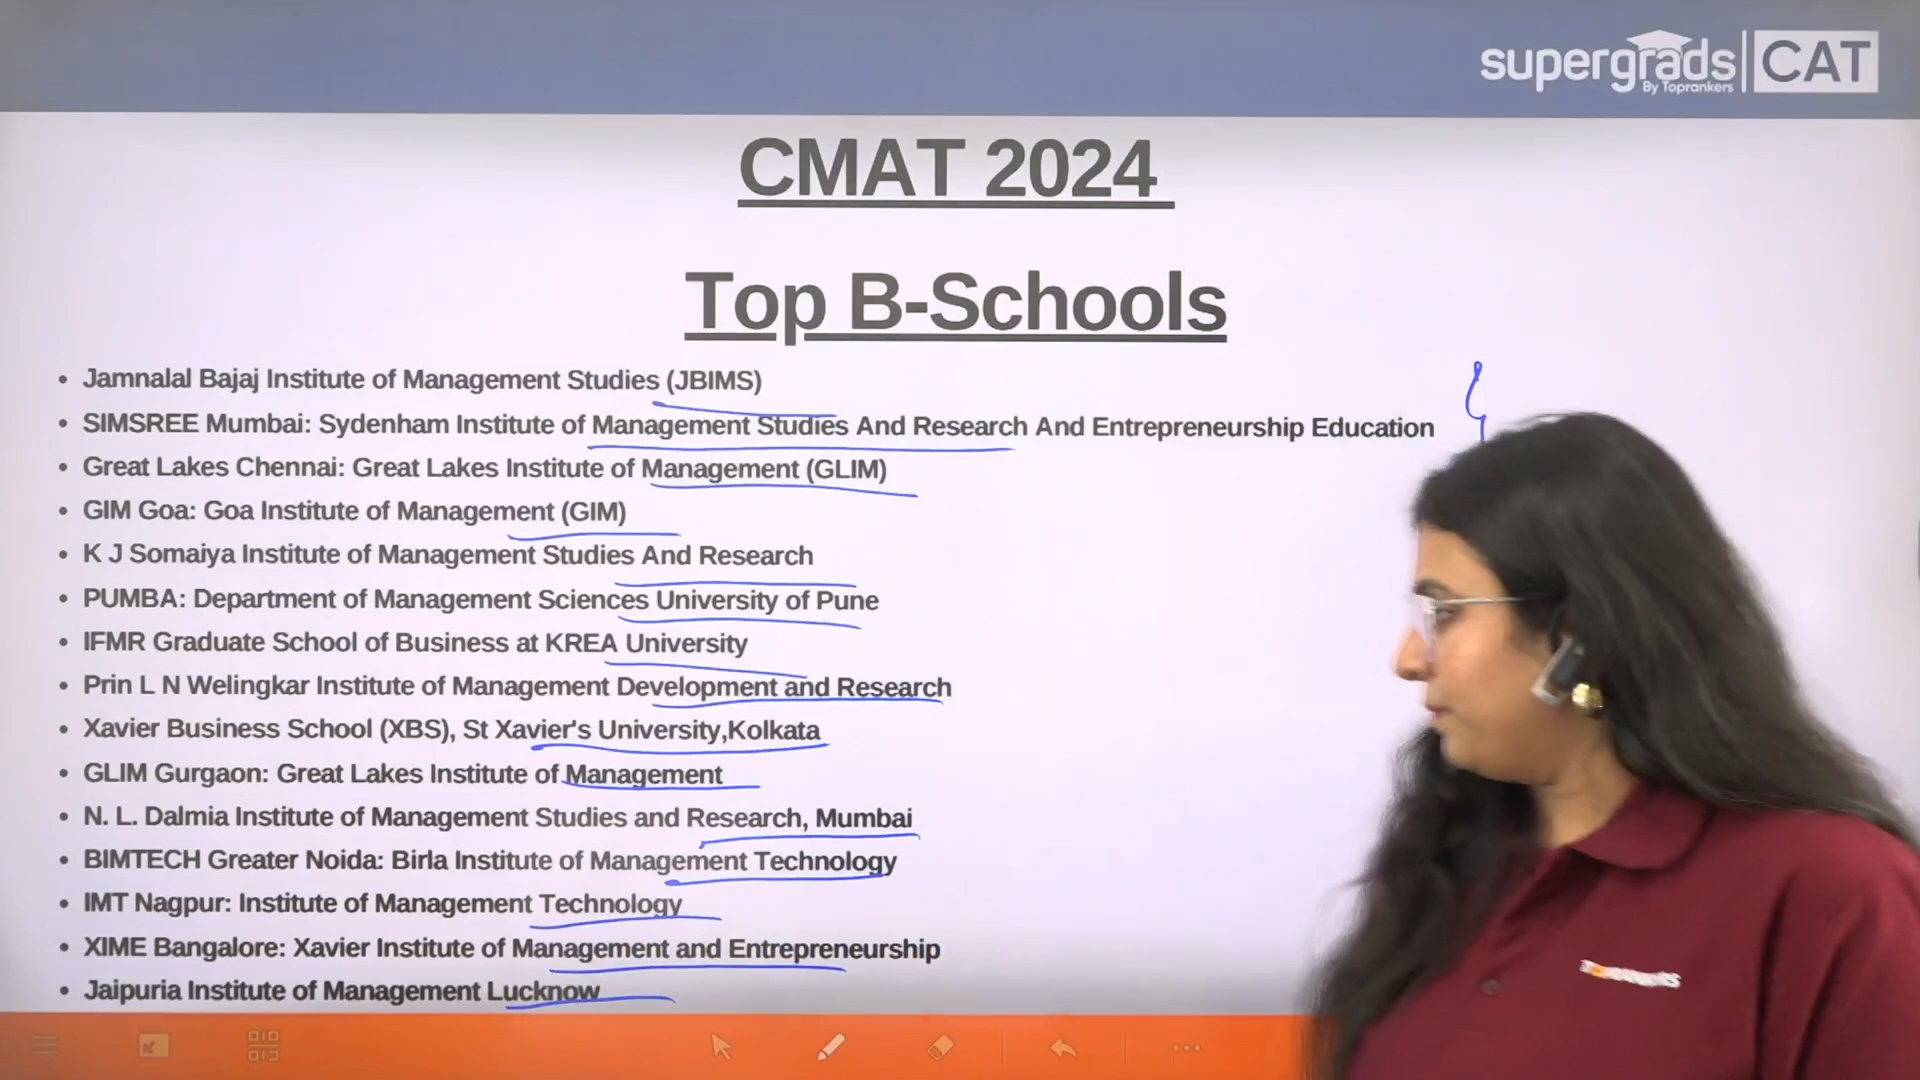 supergrads CAT
By Toprankers
CMAT 2024
Top B-Schools
• Jamnalal Bajaj Institute of Management Studies (JBIMS)
• SIMSREE Mumbai: Sydenham Institute of Management Studies And Research And Entrepreneurship Education
• Great Lakes Chennai: Great Lakes Institute of Management (GLIM)
• GIM Goa: Goa Institute of Management (GIM)
• K J Somaiya Institute of Management Studies And Research
• PUMBA: Department of Management Sciences University of Pune
• IFMR Graduate School of Business at KREA University
• Prin L N Welingkar Institute of Management Development and Research
• Xavier Business School (XBS), St Xavier's University,Kolkata
• GLIM Gurgaon: Great Lakes Institute of Management
• N. L. Dalmia Institute of Management Studies and Research, Mumbai
• BIMTECH Greater Noida: Birla Institute of Management Technology
• IMT Nagpur: Institute of Management Technology
• XIME Bangalore: Xavier Institute of Management and Entrepreneurship
• Jaipuria Institute of Management Lucknow